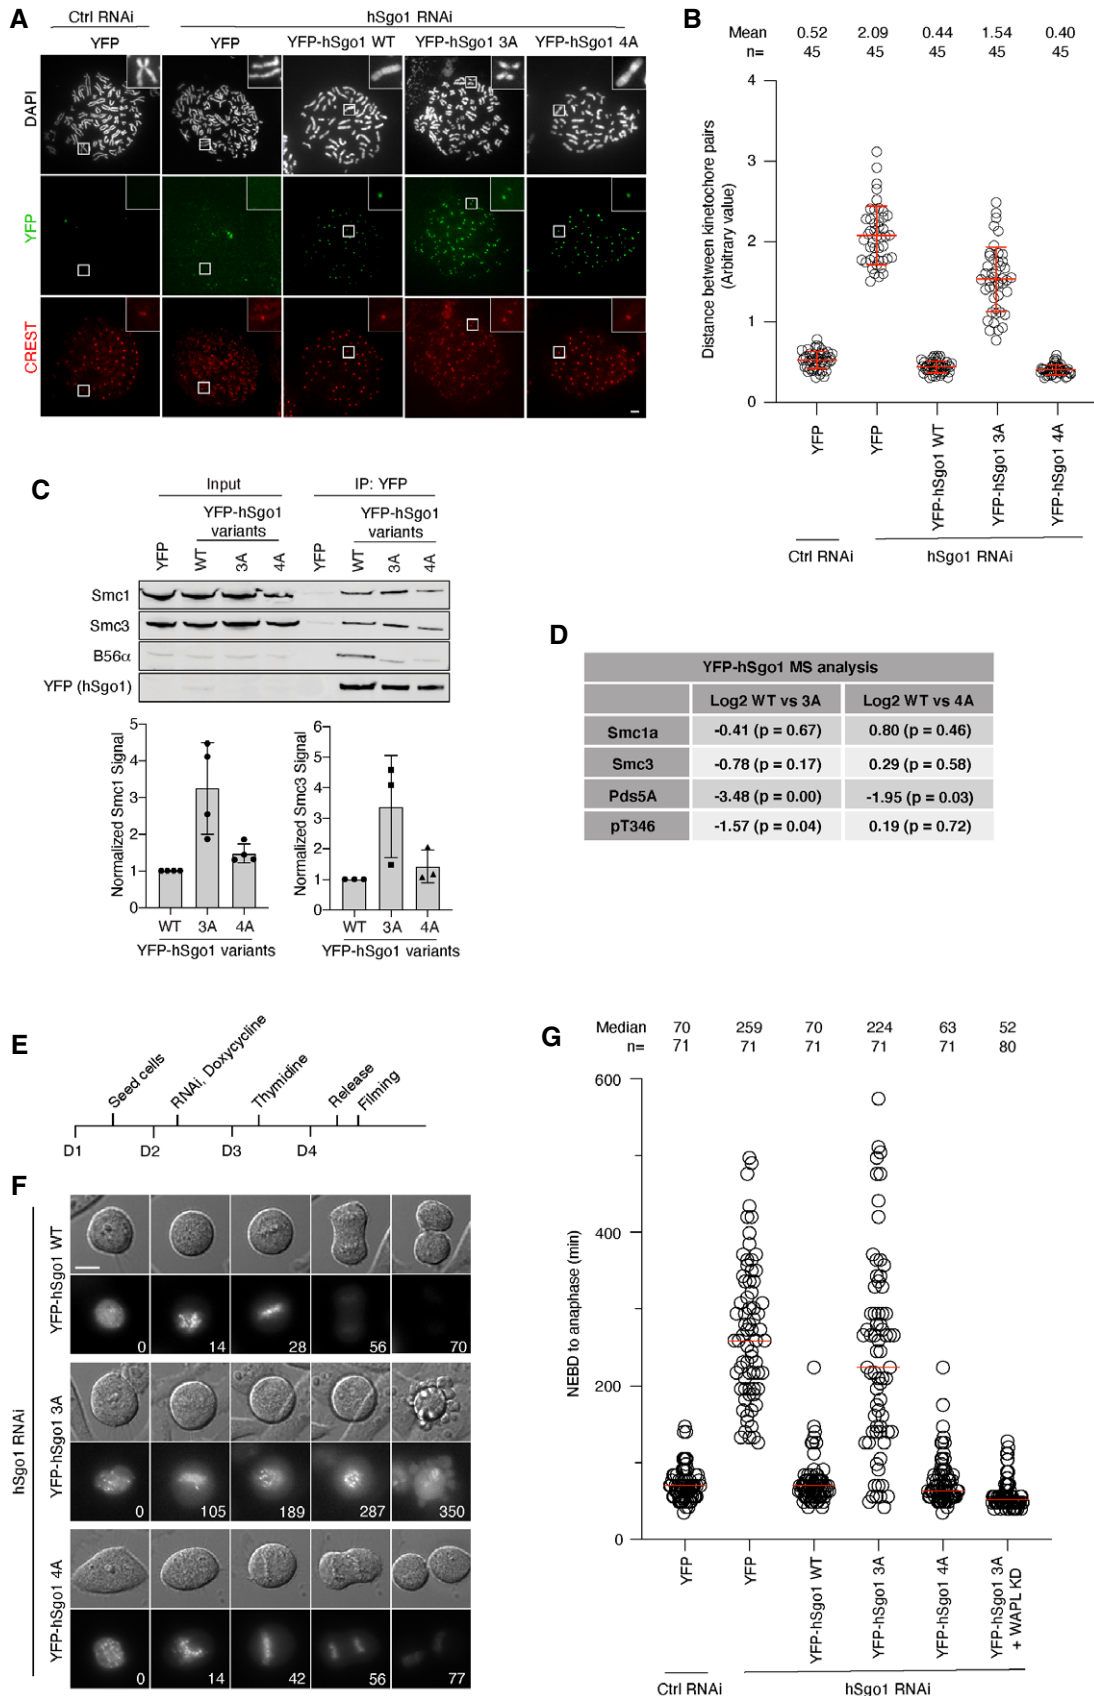 A
Ctrl RNAi
hSgo1 RNAi
YFP
YFP
YFP-hSgo1 WT
YFP-hSgo1 3A
YFP-hSgo1 4A
DAPI
YFP
CREST
B
Mean 0.52 2.09 0.44 1.54 0.40
n= 45 45 45 45 45
Distance between kinetochore pairs
(Arbitrary value)
4
3
2
1
0
YFP
YFP
YFP-hSgo1 WT
YFP-hSgo1 3A
YFP-hSgo1 4A
Ctrl RNAi
hSgo1 RNAi
C
Input
IP: YFP
YFP-hSgo1
variants
YFP-hSgo1
variants
YFP WT 3A 4A YFP WT 3A 4A
Smc1
Smc3
B56α
YFP (hSgo1)
Normalized Smc1 Signal
5
4
3
2
1
0
WT 3A 4A
YFP-hSgo1 variants
Normalized Smc3 Signal
6
5
4
3
2
1
0
WT 3A 4A
YFP-hSgo1 variants
D
YFP-hSgo1 MS analysis
Log2 WT vs 3A Log2 WT vs 4A
Smc1a -0.41 (p = 0.67) 0.80 (p = 0.46)
Smc3 -0.78 (p = 0.17) 0.29 (p = 0.58)
Pds5A -3.48 (p = 0.00) -1.95 (p = 0.03)
pT346 -1.57 (p = 0.04) 0.19 (p = 0.72)
E
Seed cells
RNAi, Doxycycline
Thymidine
Release
Filming
D1 D2 D3 D4
F
hSgo1 RNAi
YFP-hSgo1 WT
0 14 28 56 70
YFP-hSgo1 3A
0 105 189 287 350
YFP-hSgo1 4A
0 14 42 56 77
G
Median 70 259 70 224 63 52
n= 71 71 71 71 71 80
NEBD to anaphase (min)
600
400
200
0
YFP
YFP
YFP-hSgo1 WT
YFP-hSgo1 3A
YFP-hSgo1 4A
YFP-hSgo1 3A
+ WAPL KD
Ctrl RNAi
hSgo1 RNAi